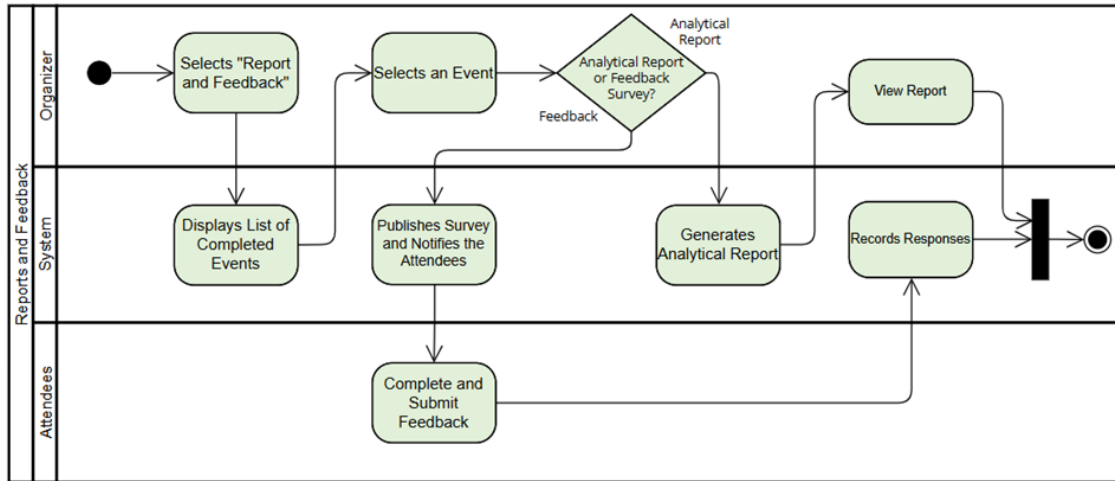 Reports and Feedback
Organizer
Selects "Report
and Feedback"
Selects an Event
Analytical Report
or Feedback
Survey?
Analytical
Report
Feedback
View Report
System
Displays List of
Completed
Events
Publishes Survey
and Notifies the
Attendees
Generates
Analytical Report
Records Responses
Attendees
Complete and
Submit
Feedback